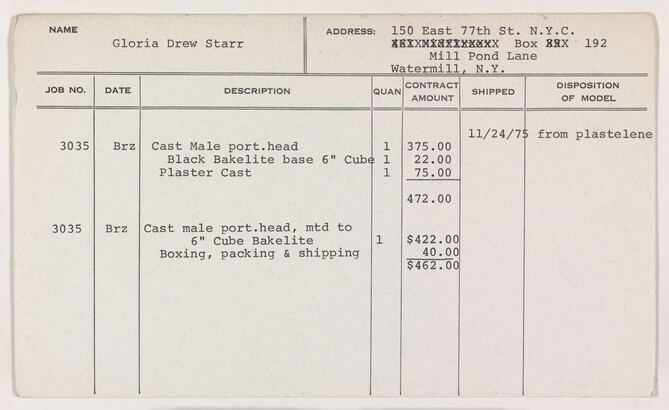 NAME
Gloria Drew Starr
ADDRESS: 150 East 77th St. N.Y.C.
Box 192
Mill Pond Lane
Watermill, N.Y.
JOB NO. DATE DESCRIPTION QUAN CONTRACT AMOUNT SHIPPED DISPOSITION OF MODEL
11/24/75 from plastelene
3035 Brz Cast Male port.head 1 375.00
Black Bakelite base 6" Cube 1 22.00
Plaster Cast 1 75.00
472.00
3035 Brz Cast male port.head, mtd to
6" Cube Bakelite 1 $422.00
Boxing, packing & shipping 40.00
$462.00